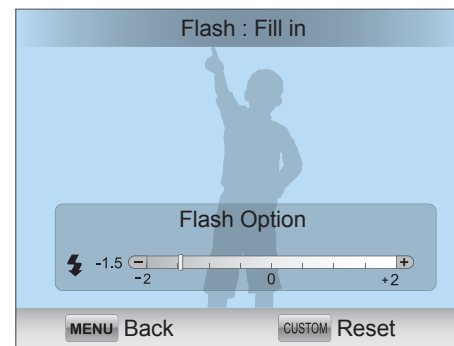 Flash : Fill in
Flash Option
-1.5 − +
-2 0 +2
MENU Back CUSTOM Reset